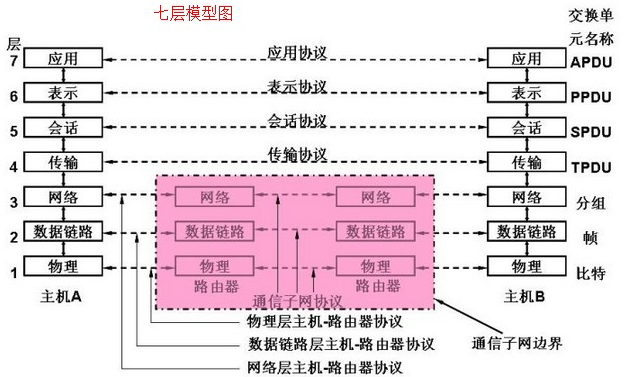 七层模型图
交换单
层 元名称
7 应用 应用协议 应用 APDU
6 表示 表示协议 表示 PPDU
5 会话 会话协议 会话 SPDU
4 传输 传输协议 传输 TPDU
3 网络 网络 网络 网络 分组
2 数据链路 数据链路 数据链路 数据链路 帧
1 物理 物理 物理 物理 比特
主机A 路由器 路由器 主机B
通信子网协议
物理层主机-路由器协议
数据链路层主机-路由器协议 通信子网边界
网络层主机-路由器协议